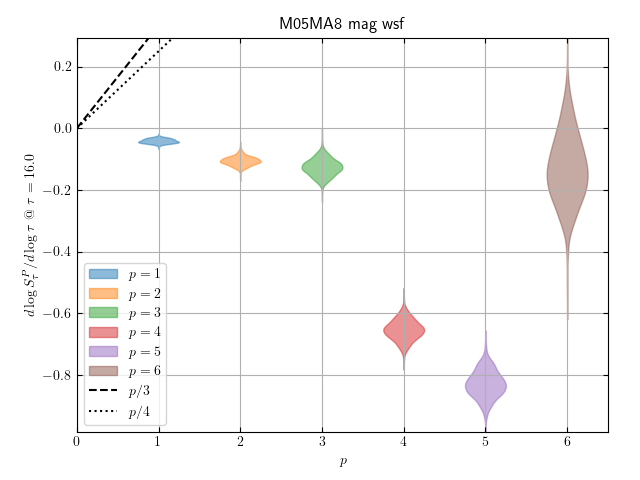 M05MA8 mag wsf
d log S_τ^p / d log τ @ τ = 16.0
0.2
0.0
−0.2
−0.4
−0.6
−0.8
p = 1
p = 2
p = 3
p = 4
p = 5
p = 6
p/3
p/4
0 1 2 3 4 5 6
p